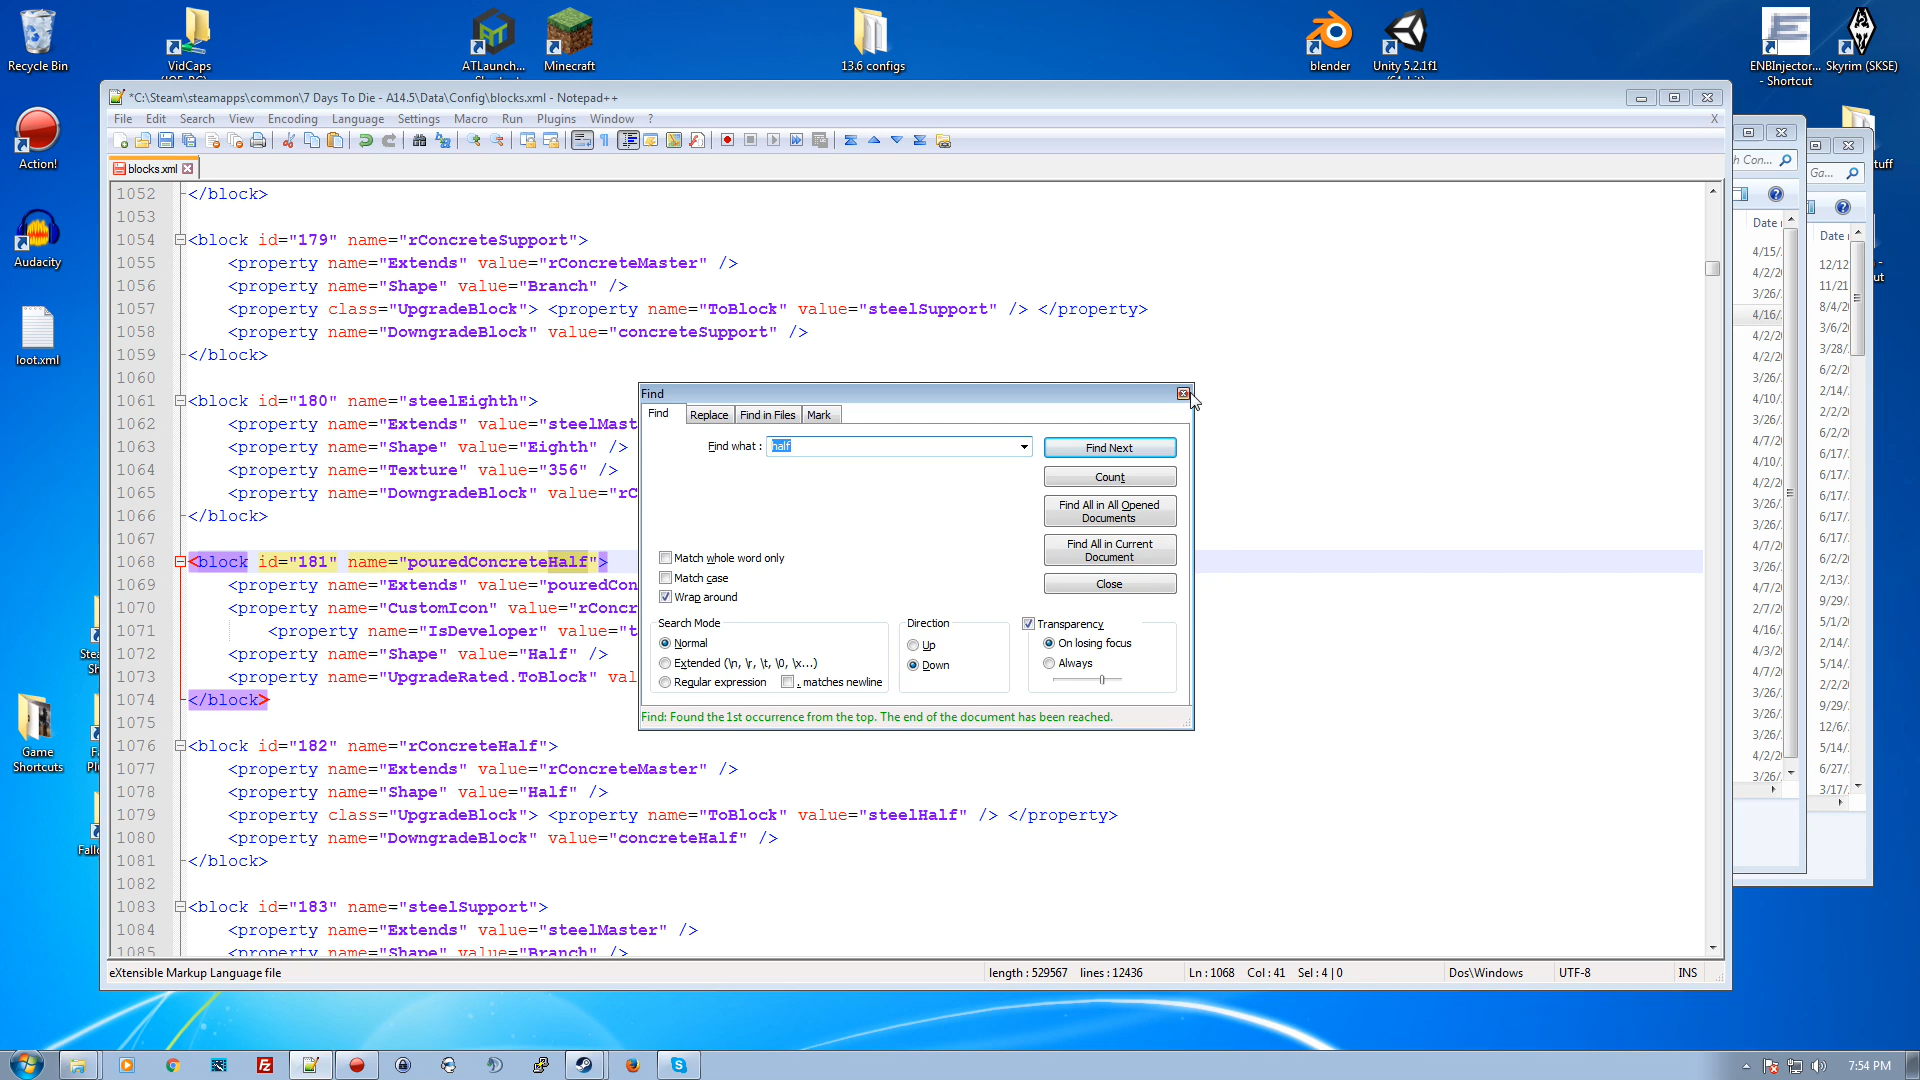 Recycle Bin
VidCaps
ATLaunch...
Minecraft
13.6 configs
blender
Unity 5.2.1f1
ENBInjector...
- Shortcut
Skyrim (SKSE)
Action!
Audacity
loot.xml
Game
Shortcuts
*C:\Steam\steamapps\common\7 Days To Die - A14.5\Data\Config\blocks.xml - Notepad++
File Edit Search View Encoding Language Settings Macro Run Plugins Window ? X
blocks.xml
1052 </block>
1053
1054 <block id="179" name="rConcreteSupport">
1055 <property name="Extends" value="rConcreteMaster" />
1056 <property name="Shape" value="Branch" />
1057 <property class="UpgradeBlock"> <property name="ToBlock" value="steelSupport" /> </property>
1058 <property name="DowngradeBlock" value="concreteSupport" />
1059 </block>
1060
1061 <block id="180" name="steelEighth">
1062 <property name="Extends" value="steelMast
1063 <property name="Shape" value="Eighth" />
1064 <property name="Texture" value="356" />
1065 <property name="DowngradeBlock" value="rC
1066 </block>
1067
1068 <block id="181" name="pouredConcreteHalf">
1069 <property name="Extends" value="pouredCon
1070 <property name="CustomIcon" value="rConcr
1071 <property name="IsDeveloper" value="t
1072 <property name="Shape" value="Half" />
1073 <property name="UpgradeRated.ToBlock" val
1074 </block>
1075
1076 <block id="182" name="rConcreteHalf">
1077 <property name="Extends" value="rConcreteMaster" />
1078 <property name="Shape" value="Half" />
1079 <property class="UpgradeBlock"> <property name="ToBlock" value="steelHalf" /> </property>
1080 <property name="DowngradeBlock" value="concreteHalf" />
1081 </block>
1082
1083 <block id="183" name="steelSupport">
1084 <property name="Extends" value="steelMaster" />
1085 <property name="Shape" value="Branch" />
Find
Find Replace Find in Files Mark
Find what : half
Find Next
Count
Find All in All Opened
Documents
Find All in Current
Document
Close
Match whole word only
Match case
Wrap around
Search Mode
Normal
Extended (\n, \r, \t, \0, \x...)
Regular expression . matches newline
Direction
Up
Down
Transparency
On losing focus
Always
Find: Found the 1st occurrence from the top. The end of the document has been reached.
eXtensible Markup Language file length : 529567 lines : 12436 Ln : 1068 Col : 41 Sel : 4 | 0 Dos\Windows UTF-8 INS
7:54 PM